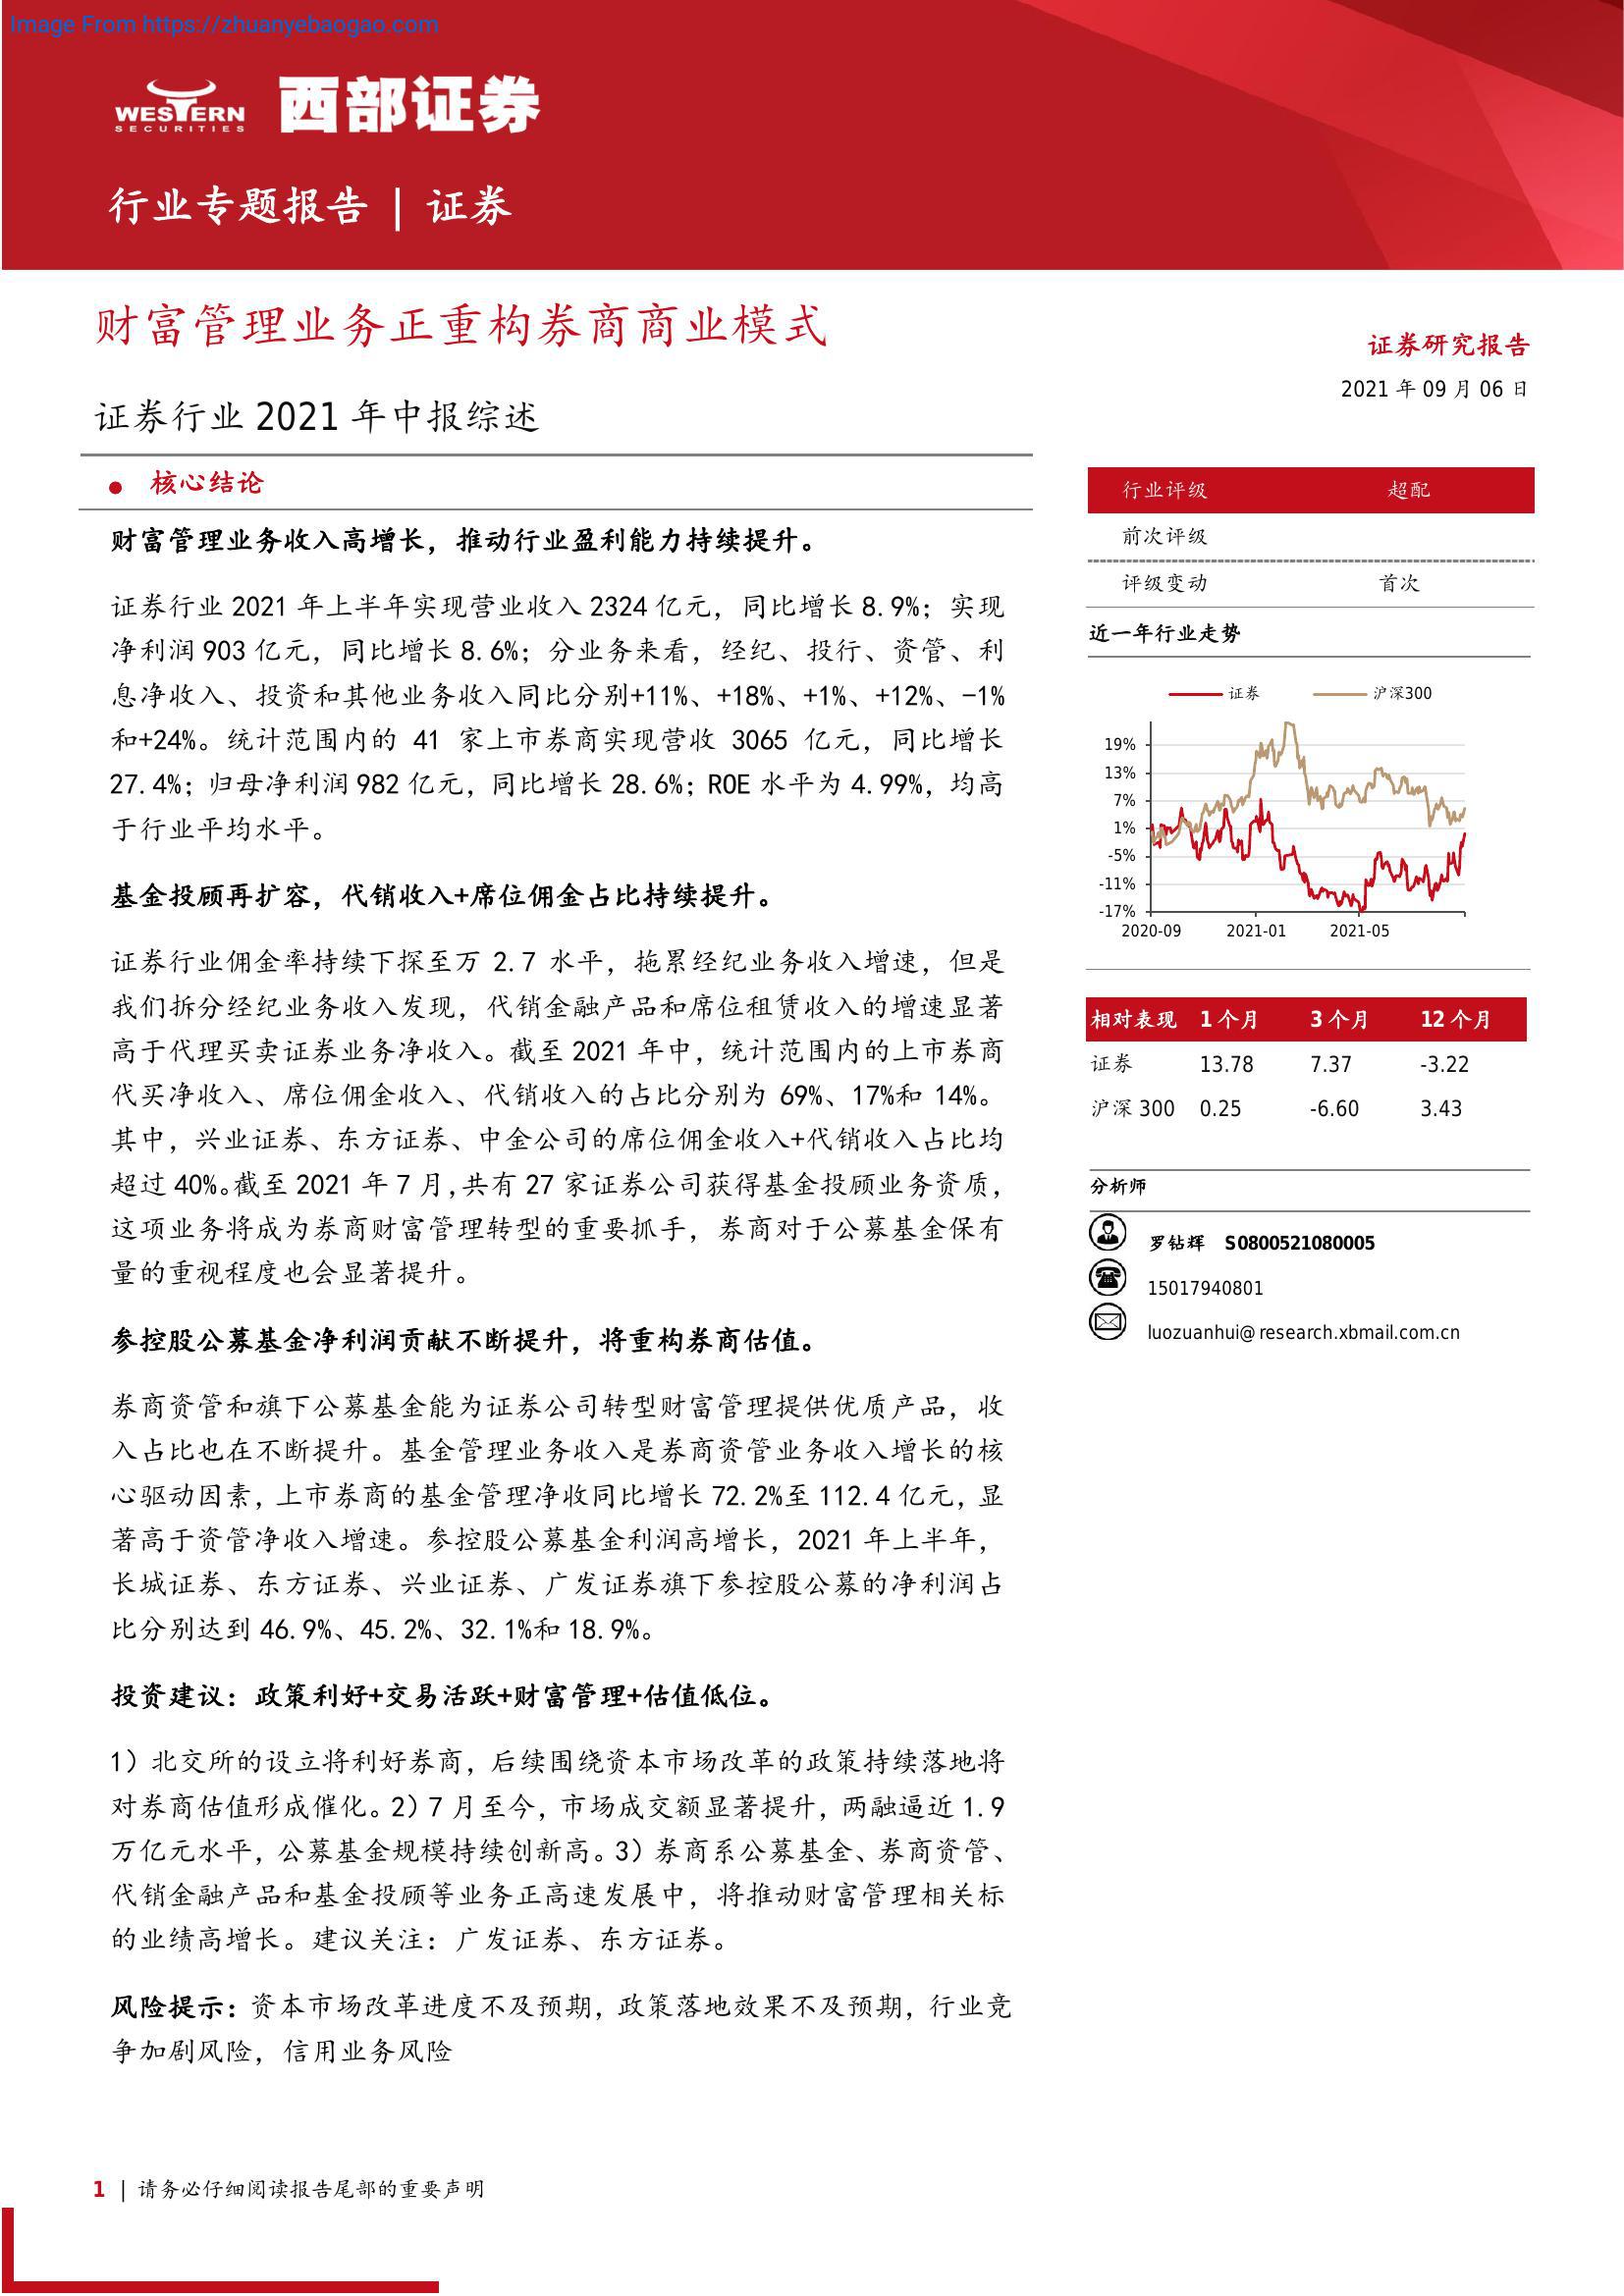 Image From https://zhuanyebaogao.com
WESTERN
SECURITIES
西部证券
行业专题报告 | 证券
财富管理业务正重构券商商业模式
证券行业 2021 年中报综述
● 核心结论
财富管理业务收入高增长，推动行业盈利能力持续提升。
证券行业 2021 年上半年实现营业收入 2324 亿元，同比增长 8.9%；实现
净利润 903 亿元，同比增长 8.6%；分业务来看，经纪、投行、资管、利
息净收入、投资和其他业务收入同比分别+11%、+18%、+1%、+12%、-1%
和+24%。统计范围内的 41 家上市券商实现营收 3065 亿元，同比增长
27.4%；归母净利润 982 亿元，同比增长 28.6%；ROE 水平为 4.99%，均高
于行业平均水平。
基金投顾再扩容，代销收入+席位佣金占比持续提升。
证券行业佣金率持续下探至万 2.7 水平，拖累经纪业务收入增速，但是
我们拆分经纪业务收入发现，代销金融产品和席位租赁收入的增速显著
高于代理买卖证券业务净收入。截至 2021 年中，统计范围内的上市券商
代买净收入、席位佣金收入、代销收入的占比分别为 69%、17%和 14%。
其中，兴业证券、东方证券、中金公司的席位佣金收入+代销收入占比均
超过 40%。截至 2021 年 7 月，共有 27 家证券公司获得基金投顾业务资质，
这项业务将成为券商财富管理转型的重要抓手，券商对于公募基金保有
量的重视程度也会显著提升。
参控股公募基金净利润贡献不断提升，将重构券商估值。
券商资管和旗下公募基金能为证券公司转型财富管理提供优质产品，收
入占比也在不断提升。基金管理业务收入是券商资管业务收入增长的核
心驱动因素，上市券商的基金管理净收同比增长 72.2%至 112.4 亿元，显
著高于资管净收入增速。参控股公募基金利润高增长，2021 年上半年，
长城证券、东方证券、兴业证券、广发证券旗下参控股公募的净利润占
比分别达到 46.9%、45.2%、32.1%和 18.9%。
投资建议：政策利好+交易活跃+财富管理+估值低位。
1）北交所的设立将利好券商，后续围绕资本市场改革的政策持续落地将
对券商估值形成催化。2）7 月至今，市场成交额显著提升，两融逼近 1.9
万亿元水平，公募基金规模持续创新高。3）券商系公募基金、券商资管、
代销金融产品和基金投顾等业务正高速发展中，将推动财富管理相关标
的业绩高增长。建议关注：广发证券、东方证券。
风险提示：资本市场改革进度不及预期，政策落地效果不及预期，行业竞
争加剧风险，信用业务风险
证券研究报告
2021 年 09 月 06 日
行业评级 超配
前次评级
评级变动 首次
近一年行业走势
证券 沪深300
19%
13%
7%
1%
-5%
-11%
-17%
2020-09 2021-01 2021-05
相对表现 1 个月 3 个月 12 个月
证券 13.78 7.37 -3.22
沪深 300 0.25 -6.60 3.43
分析师
罗钻辉 S0800521080005
15017940801
luozuanhui@research.xbmail.com.cn
1 | 请务必仔细阅读报告尾部的重要声明